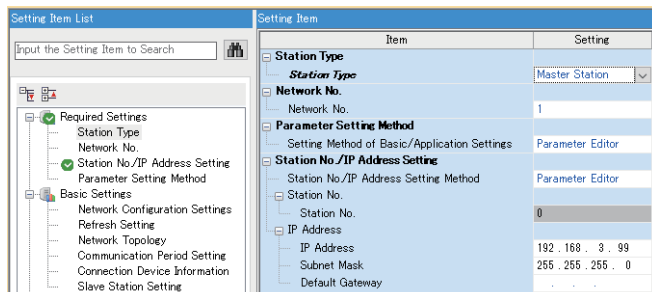 Setting Item List
Input the Setting Item to Search
Required Settings
Station Type
Network No.
Station No./IP Address Setting
Parameter Setting Method
Basic Settings
Network Configuration Settings
Refresh Setting
Network Topology
Communication Period Setting
Connection Device Information
Slave Station Setting
Setting Item
Item Setting
Station Type
Station Type Master Station
Network No.
Network No. 1
Parameter Setting Method
Setting Method of Basic/Application Settings Parameter Editor
Station No./IP Address Setting
Station No./IP Address Setting Method Parameter Editor
Station No.
Station No. 0
IP Address
IP Address 192 . 168 . 3 . 99
Subnet Mask 255 . 255 . 255 . 0
Default Gateway . . .